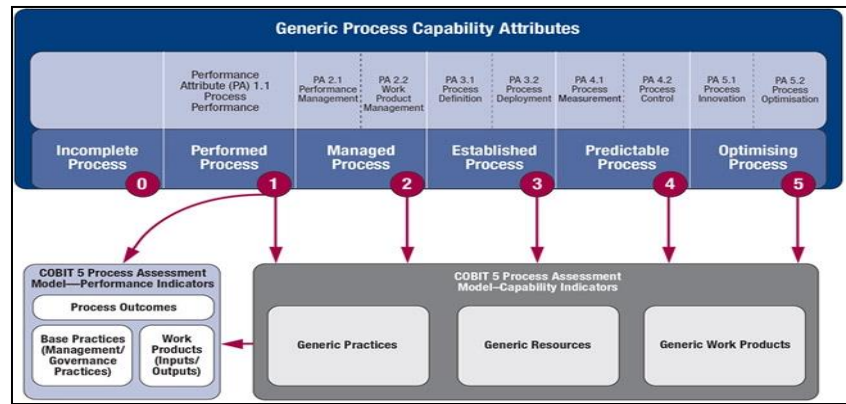 Generic Process Capability Attributes
Performance
Attribute (PA) 1.1
Process
Performance
PA 2.1
Performance
Management
PA 2.2
Work
Product
Management
PA 3.1
Process
Definition
PA 3.2
Process
Deployment
PA 4.1
Process
Measurement
PA 4.2
Process
Control
PA 5.1
Process
Innovation
PA 5.2
Process
Optimisation
Incomplete
Process
0
Performed
Process
1
Managed
Process
2
Established
Process
3
Predictable
Process
4
Optimising
Process
5
COBIT 5 Process Assessment
Model—Performance Indicators
Process Outcomes
Base Practices
(Management/
Governance
Practices)
Work
Products
(Inputs/
Outputs)
COBIT 5 Process Assessment
Model–Capability Indicators
Generic Practices
Generic Resources
Generic Work Products